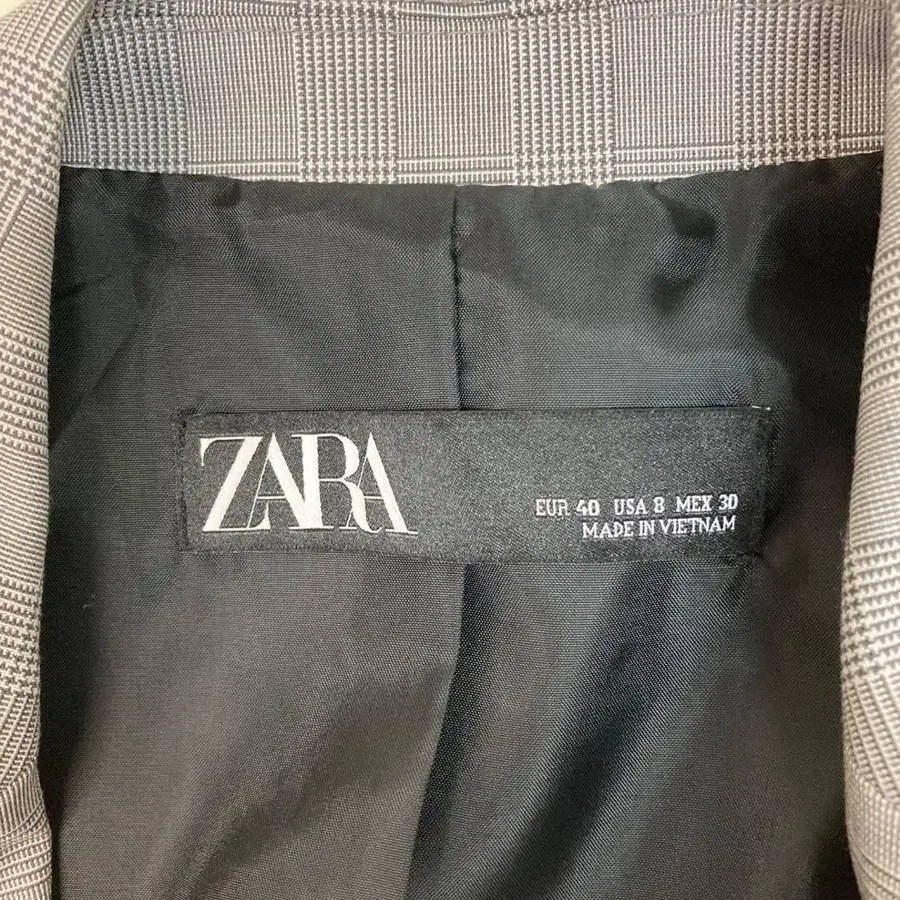 ZARA
EUR 40 USA 8 MEX 30
MADE IN VIETNAM